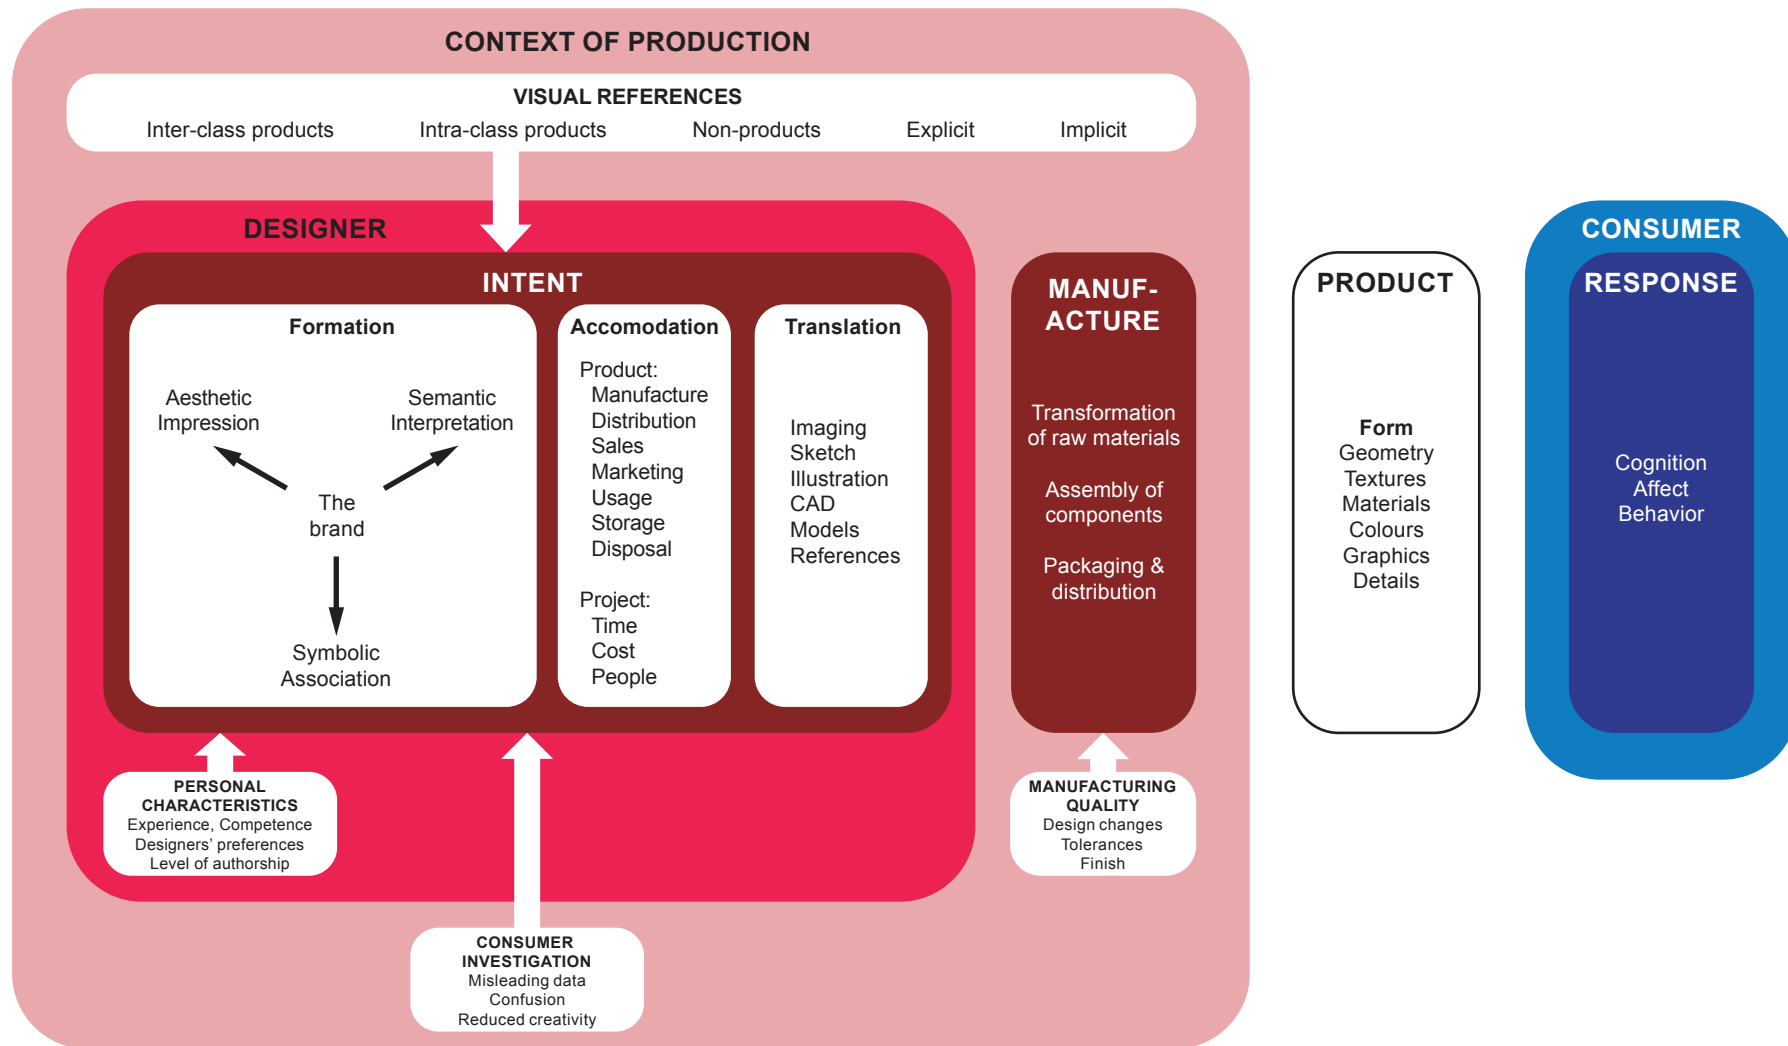 CONTEXT OF PRODUCTION
VISUAL REFERENCES
Inter-class products Intra-class products Non-products Explicit Implicit
DESIGNER
INTENT
Formation
Aesthetic
Impression
Semantic
Interpretation
The
brand
Symbolic
Association
Accomodation
Product:
Manufacture
Distribution
Sales
Marketing
Usage
Storage
Disposal
Project:
Time
Cost
People
Translation
Imaging
Sketch
Illustration
CAD
Models
References
PERSONAL
CHARACTERISTICS
Experience, Competence
Designers’ preferences
Level of authorship
CONSUMER
INVESTIGATION
Misleading data
Confusion
Reduced creativity
MANUF-
ACTURE
Transformation
of raw materials
Assembly of
components
Packaging &
distribution
MANUFACTURING
QUALITY
Design changes
Tolerances
Finish
PRODUCT
Form
Geometry
Textures
Materials
Colours
Graphics
Details
CONSUMER
RESPONSE
Cognition
Affect
Behavior